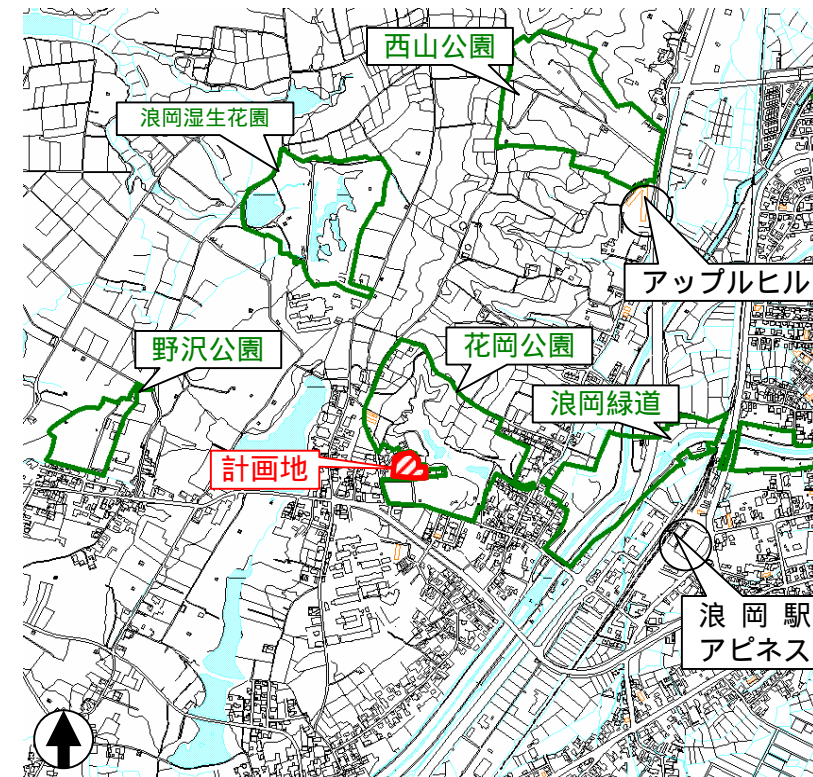 西山公園
浪岡湿生花園
アップルヒル
野沢公園
花岡公園
浪岡緑道
計画地
浪岡駅
アピネス